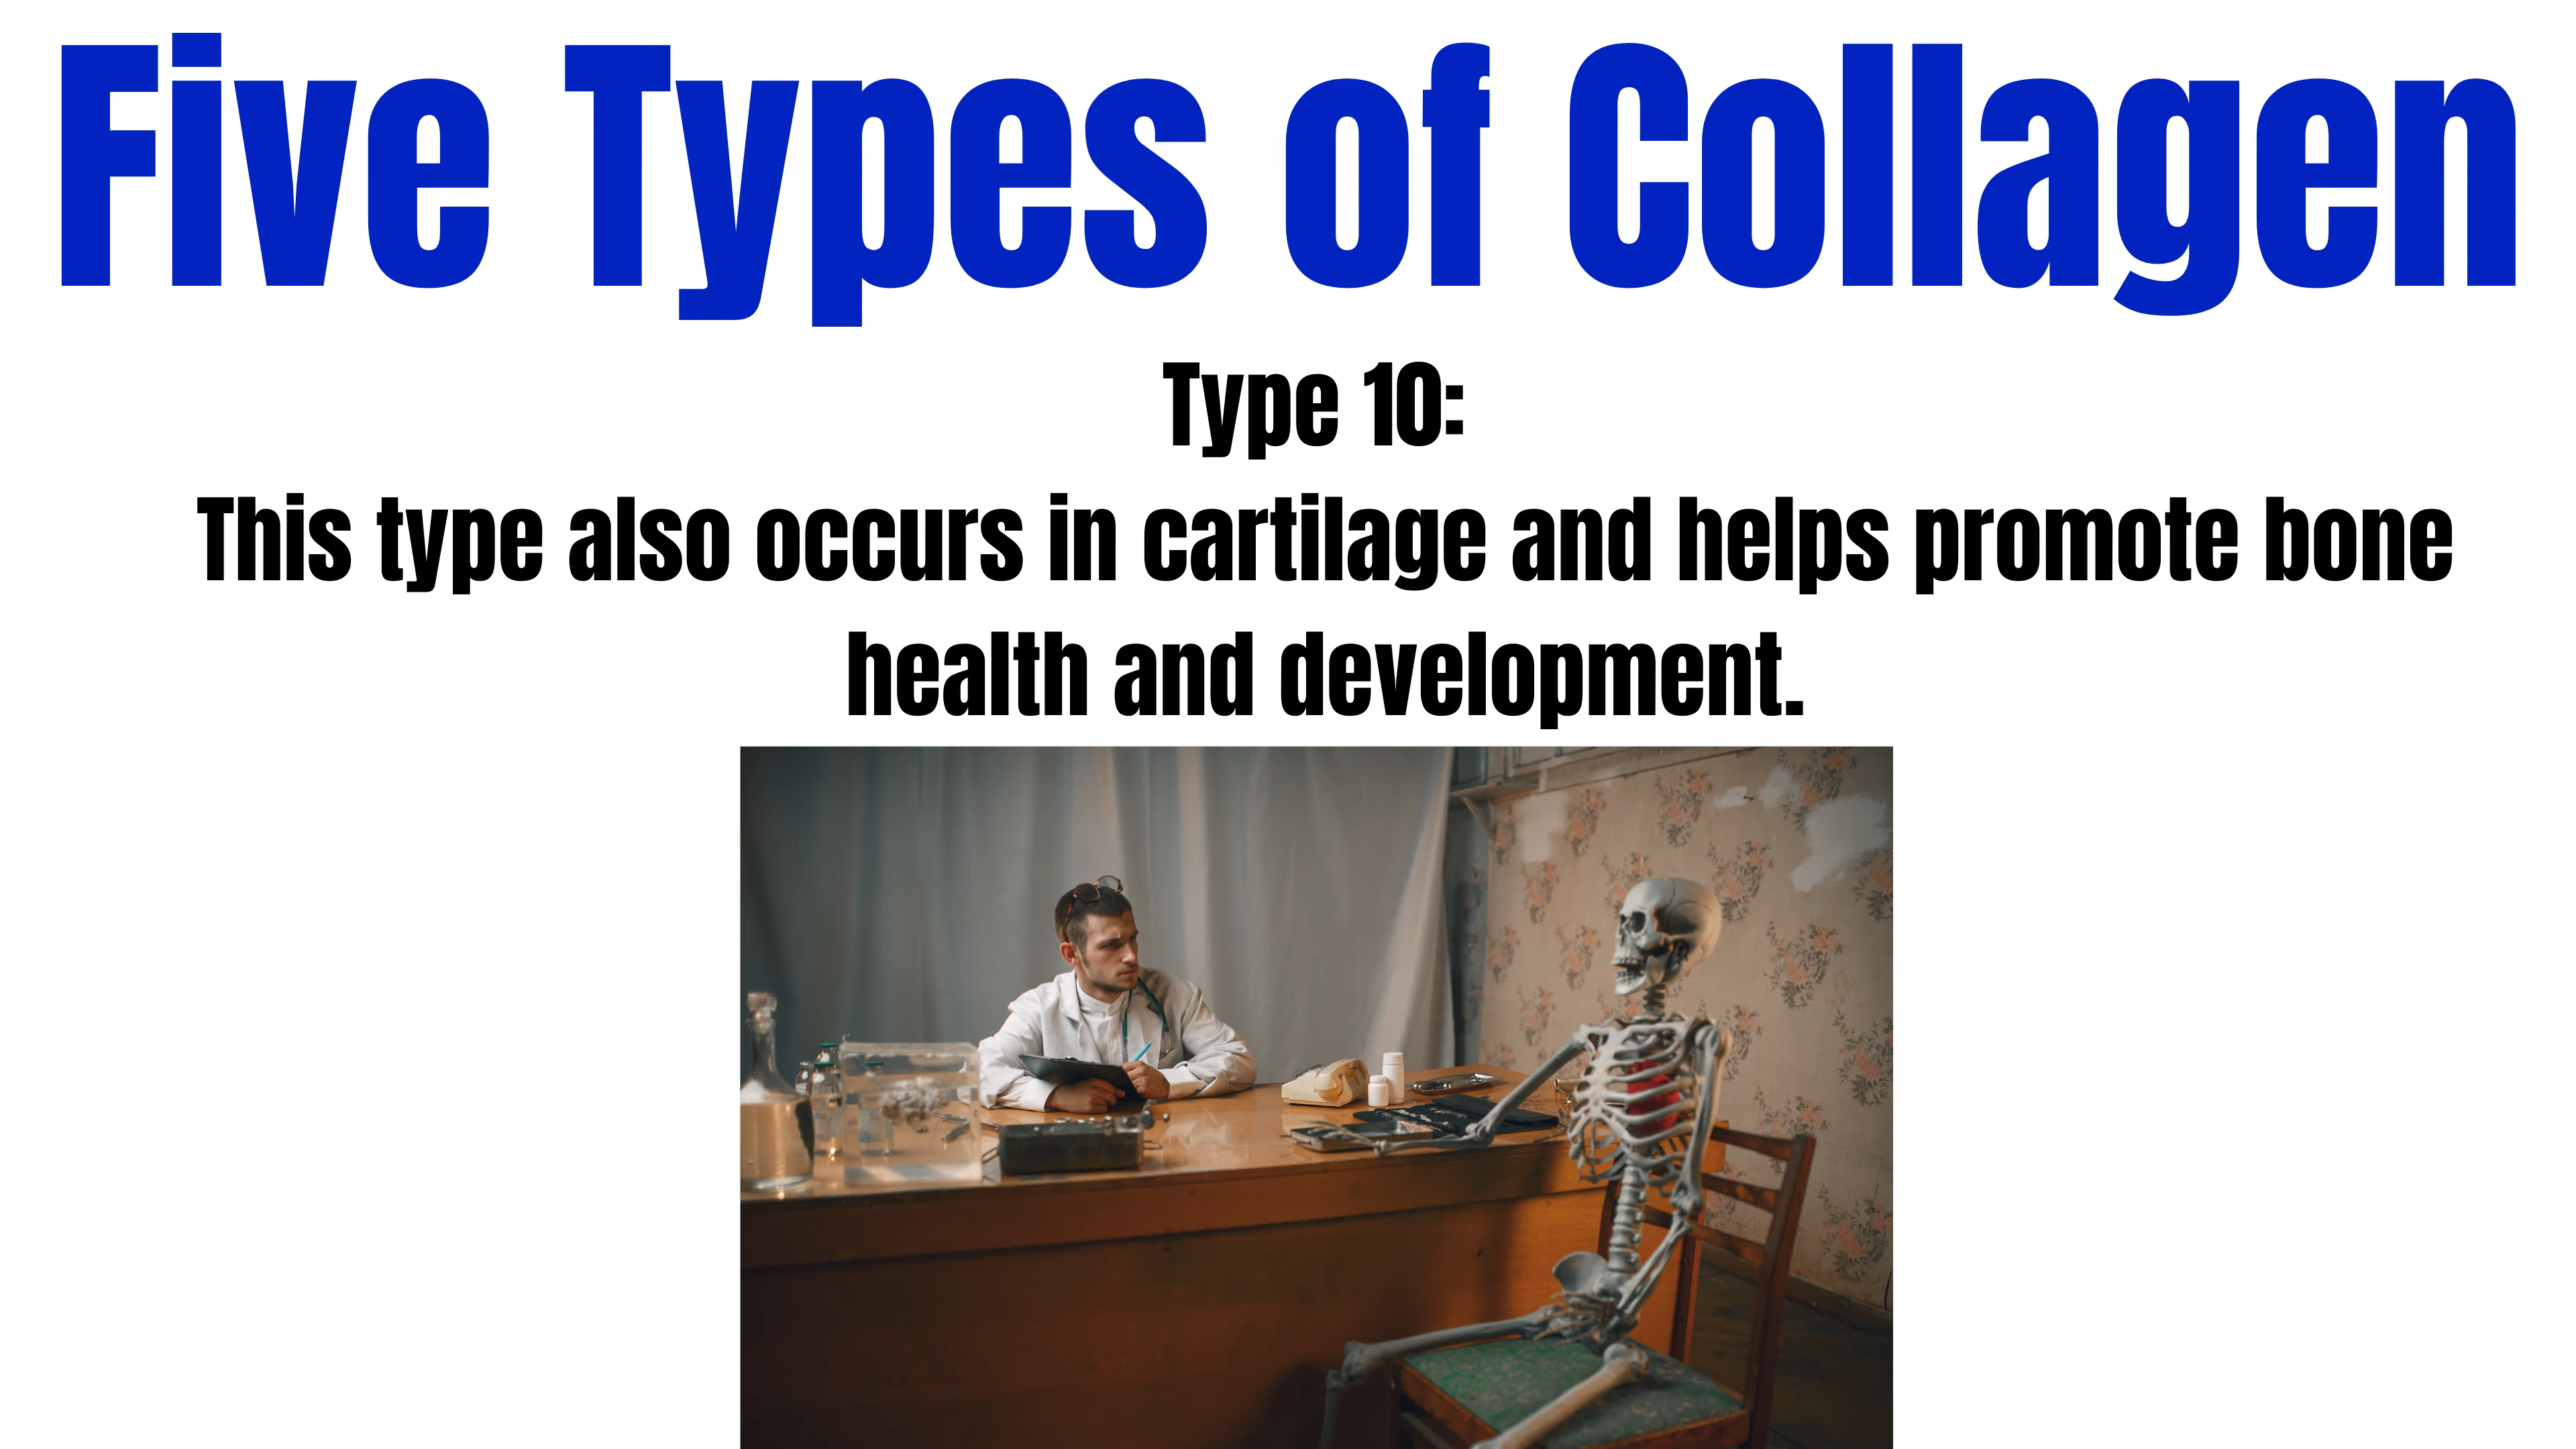 Five Types of Collagen
Type 10:
This type also occurs in cartilage and helps promote bone
health and development.